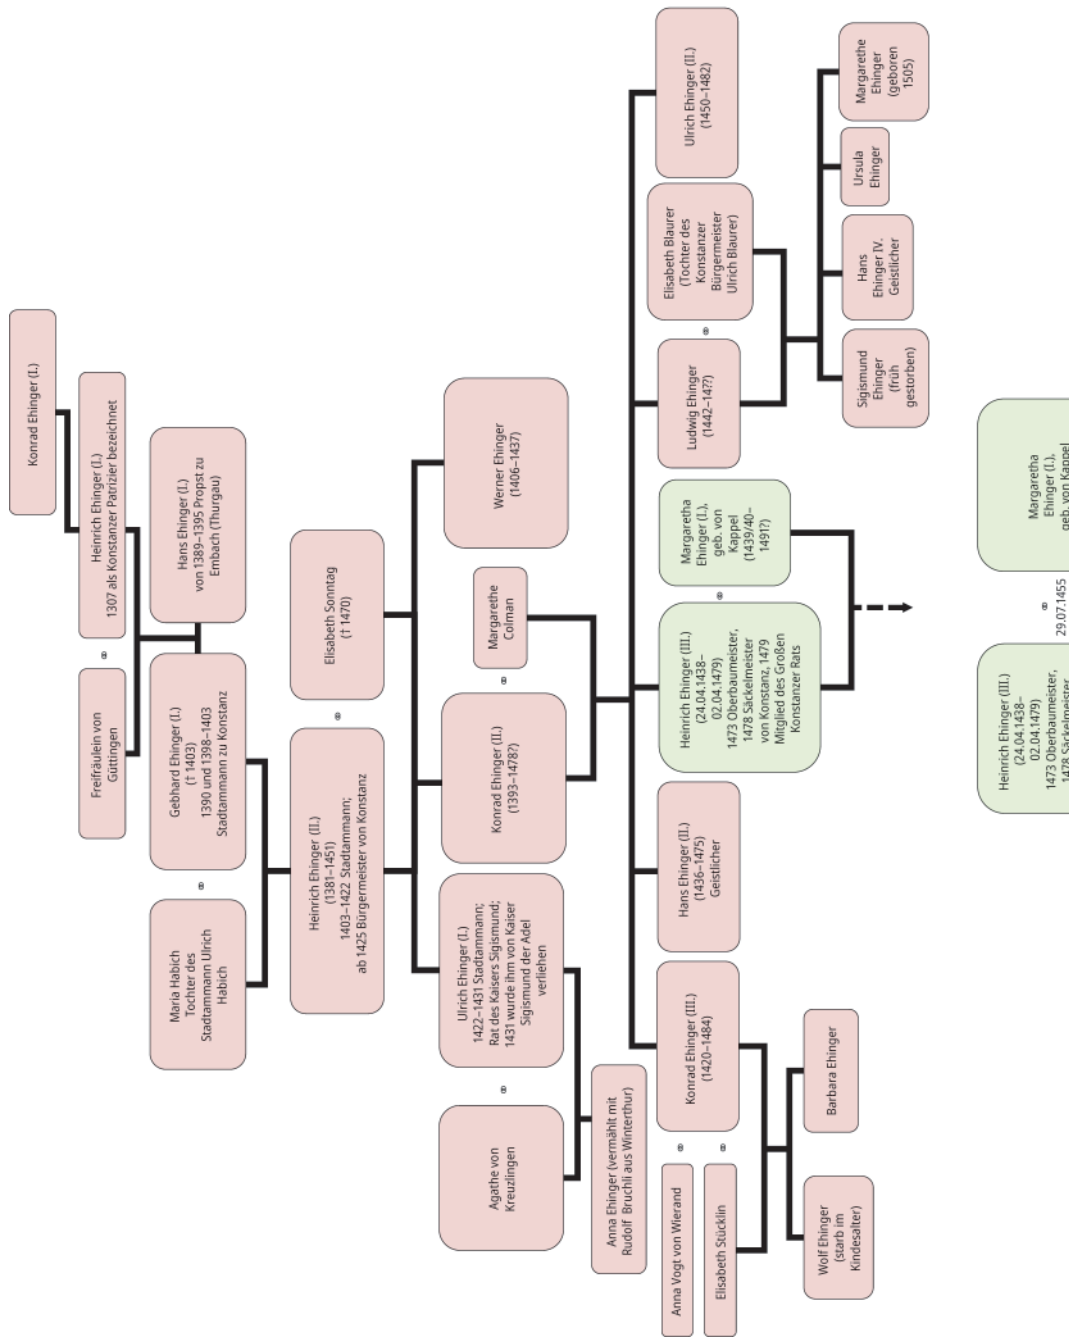 Konrad Ehinger (I.)
Freifräulein von
Güttingen
∞
Heinrich Ehinger (I.)
1307 als Konstanzer Patrizier bezeichnet
Maria Habich
Tochter des
Stadtammann Ulrich
Habich
∞
Gebhard Ehinger (I.)
(† 1403)
1390 und 1398–1403
Stadtammann zu Konstanz
Hans Ehinger (I.)
von 1389–1395 Propst zu
Embach (Thurgau)
Heinrich Ehinger (II.)
(1381–1451)
1403–1422 Stadtammann;
ab 1425 Bürgermeister von Konstanz
∞
Elisabeth Sonntag
(† 1470)
Agathe von
Kreuzlingen
∞
Ulrich Ehinger (I.)
1422–1431 Stadtammann;
Rat des Kaisers Sigismund;
1431 wurde ihm von Kaiser
Sigismund der Adel
verliehen
Konrad Ehinger (II.)
(1393–1478?)
∞
Margarethe
Colman
Werner Ehinger
(1406–1437)
Anna Ehinger (vermählt mit
Rudolf Bruchli aus Winterthur)
Anna Vogt von Wierand
∞
Elisabeth Stücklin
∞
Konrad Ehinger (III.)
(1420–1484)
Hans Ehinger (II.)
(1436–1475)
Geistlicher
Heinrich Ehinger (III.)
(24.04.1438–
02.04.1479)
1473 Oberbaumeister,
1478 Säckelmeister
von Konstanz, 1479
Mitglied des Großen
Konstanzer Rats
∞
Margaretha
Ehinger (I.),
geb. von
Kappel
(1439/40–
1491?)
Ludwig Ehinger
(1442–14??)
∞
Elisabeth Blaurer
(Tochter des
Konstanzer
Bürgermeister
Ulrich Blaurer)
Ulrich Ehinger (II.)
(1450–1482)
Wolf Ehinger
(starb im
Kindesalter)
Barbara Ehinger
Sigismund
Ehinger
(früh
gestorben)
Hans
Ehinger IV.
Geistlicher
Ursula
Ehinger
Margarethe
Ehinger
(geboren
1505)
Heinrich Ehinger (III.)
(24.04.1438–
02.04.1479)
1473 Oberbaumeister,
1478 Säckelmeister
∞
29.07.1455
Margaretha
Ehinger (I.),
geb. von Kappel